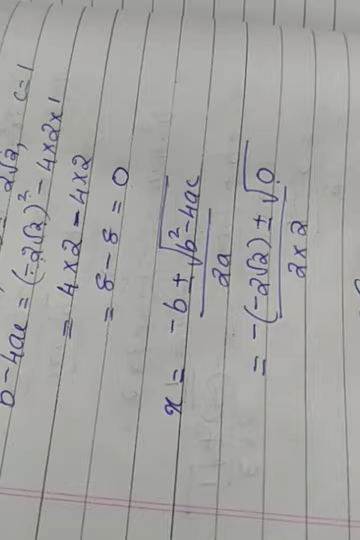 = 2√2, c = 1
b - 4ac = (-2√2)² - 4×2×1
= 4×2 - 4×2
= 8 - 8 = 0
x = -b ± √b²-4ac / 2a
= -(-2√2) ± √0 / 2×2